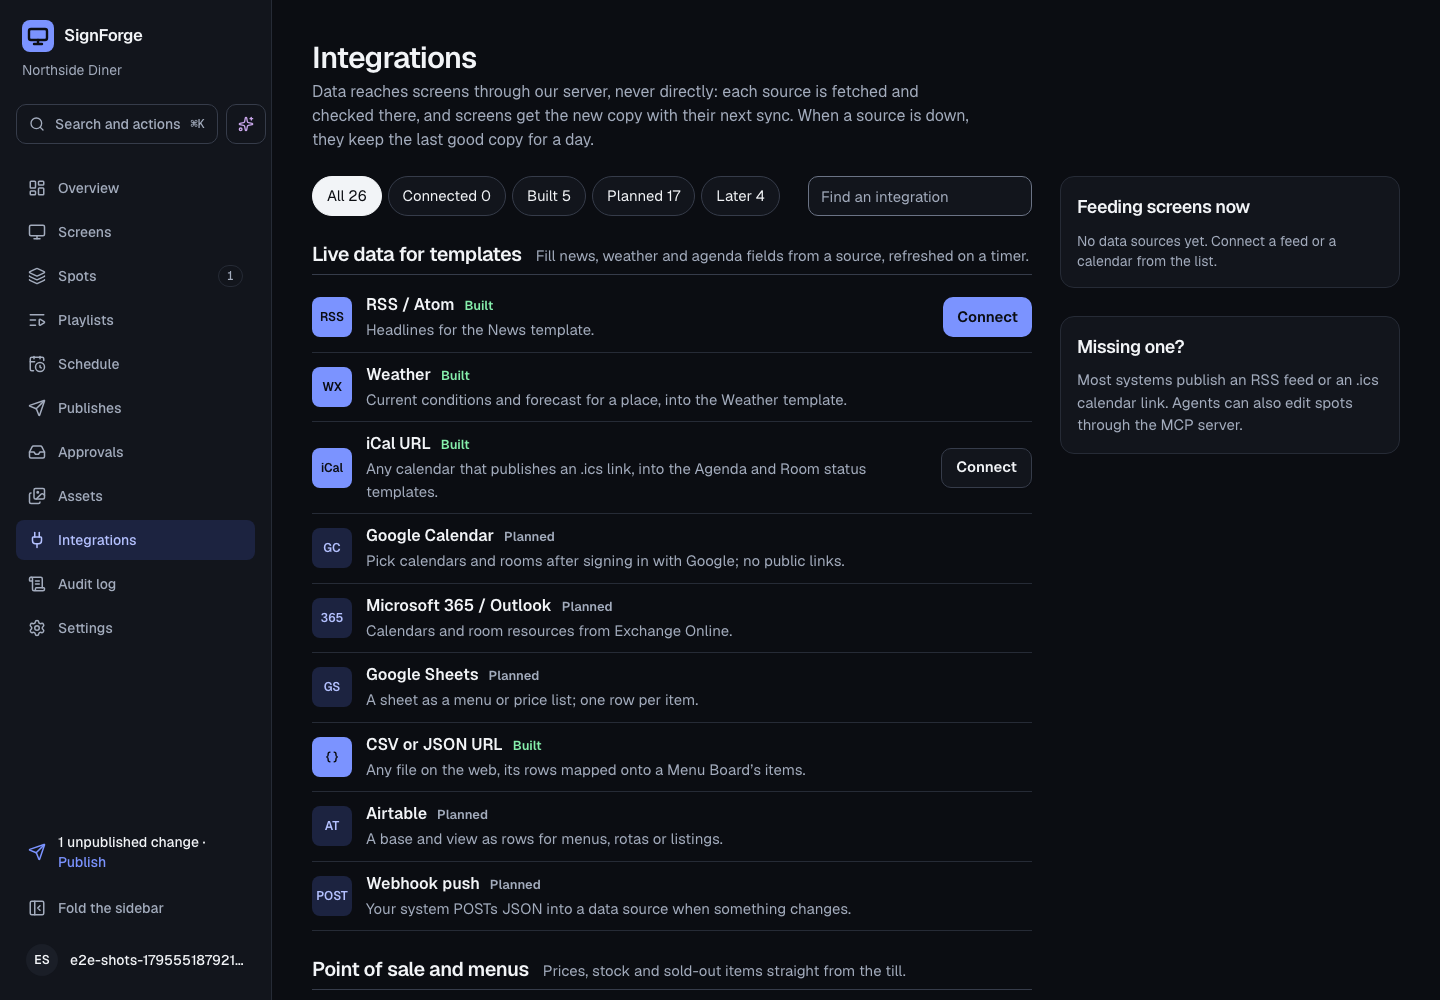 SignForge
Northside Diner
Search and actions ⌘K
Overview
Screens
Spots 1
Playlists
Schedule
Publishes
Approvals
Assets
Integrations
Audit log
Settings
1 unpublished change ·
Publish
Fold the sidebar
ES e2e-shots-179555187921...
Integrations
Data reaches screens through our server, never directly: each source is fetched and
checked there, and screens get the new copy with their next sync. When a source is down,
they keep the last good copy for a day.
All 26 Connected 0 Built 5 Planned 17 Later 4 Find an integration
Live data for templates Fill news, weather and agenda fields from a source, refreshed on a timer.
RSS RSS / Atom Built
Headlines for the News template.
Connect
WX Weather Built
Current conditions and forecast for a place, into the Weather template.
iCal iCal URL Built
Any calendar that publishes an .ics link, into the Agenda and Room status
templates.
Connect
GC Google Calendar Planned
Pick calendars and rooms after signing in with Google; no public links.
365 Microsoft 365 / Outlook Planned
Calendars and room resources from Exchange Online.
GS Google Sheets Planned
A sheet as a menu or price list; one row per item.
{} CSV or JSON URL Built
Any file on the web, its rows mapped onto a Menu Board's items.
AT Airtable Planned
A base and view as rows for menus, rotas or listings.
POST Webhook push Planned
Your system POSTs JSON into a data source when something changes.
Point of sale and menus Prices, stock and sold-out items straight from the till.
Feeding screens now
No data sources yet. Connect a feed or a
calendar from the list.
Missing one?
Most systems publish an RSS feed or an .ics
calendar link. Agents can also edit spots
through the MCP server.